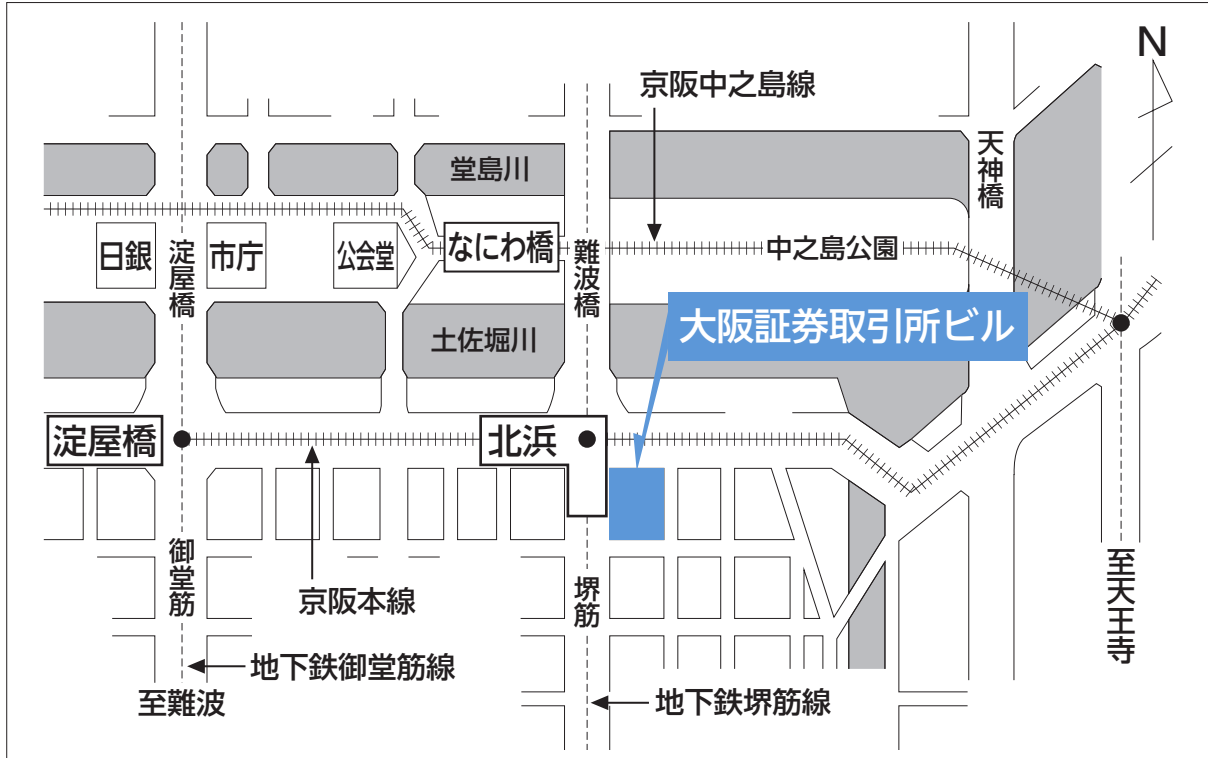 N
京阪中之島線
堂島川
天神橋
日銀
淀屋橋
市庁
公会堂
なにわ橋
難波橋
中之島公園
土佐堀川
大阪証券取引所ビル
淀屋橋
北浜
御堂筋
京阪本線
堺筋
至天王寺
地下鉄御堂筋線
至難波
地下鉄堺筋線